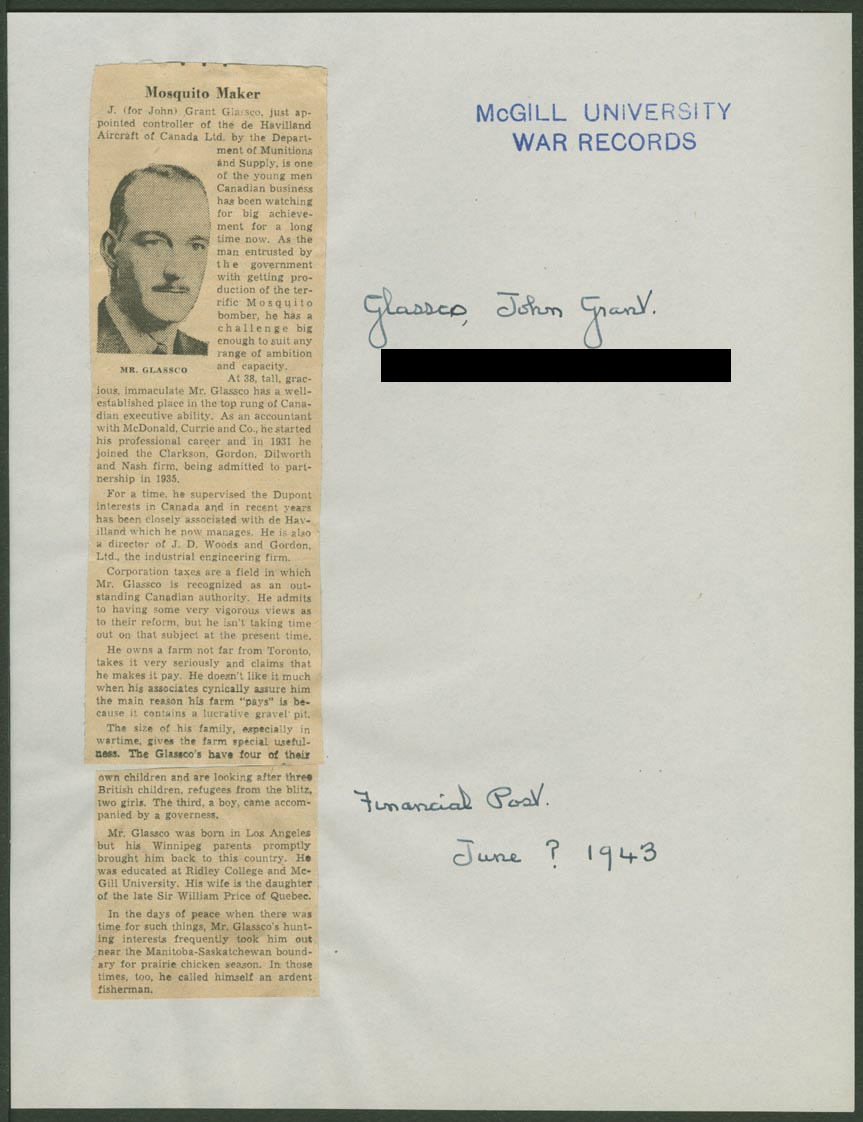 Mosquito Maker
J. (for John) Grant Glassco, just ap-
pointed controller of the de Havilland
Aircraft of Canada Ltd. by the Depart-
ment of Munitions
and Supply, is one
of the young men
Canadian business
has been watching
for big achieve-
ment for a long
time now. As the
man entrusted by
the government
with getting pro-
duction of the ter-
rific Mosquito
bomber, he has a
challenge big
enough to suit any
range of ambition
and capacity.
MR. GLASSCO
At 38, tall, grac-
ious, immaculate Mr. Glassco has a well-
established place in the top rung of Cana-
dian executive ability. As an accountant
with McDonald, Currie and Co., he started
his professional career and in 1931 he
joined the Clarkson, Gordon, Dilworth
and Nash firm, being admitted to part-
nership in 1935.
For a time, he supervised the Dupont
interests in Canada and in recent years
has been closely associated with de Hav-
illand which he now manages. He is also
a director of J. D. Woods and Gordon,
Ltd., the industrial engineering firm.
Corporation taxes are a field in which
Mr. Glassco is recognized as an out-
standing Canadian authority. He admits
to having some very vigorous views as
to their reform, but he isn't taking time
out on that subject at the present time.
He owns a farm not far from Toronto,
takes it very seriously and claims that
he makes it pay. He doesn't like it much
when his associates cynically assure him
the main reason his farm "pays" is be-
cause it contains a lucrative gravel pit.
The size of his family, especially in
wartime, gives the farm special useful-
ness. The Glassco's have four of their
own children and are looking after three
British children, refugees from the blitz,
two girls. The third, a boy, came accom-
panied by a governess.
Mr. Glassco was born in Los Angeles
but his Winnipeg parents promptly
brought him back to this country. He
was educated at Ridley College and Mc-
Gill University. His wife is the daughter
of the late Sir William Price of Quebec.
In the days of peace when there was
time for such things, Mr. Glassco's hunt-
ing interests frequently took him out
near the Manitoba-Saskatchewan bound-
ary for prairie chicken season. In those
times, too, he called himself an ardent
fisherman.
McGILL UNIVERSITY
WAR RECORDS
Glassco, John Grant.
Financial Post.
June ? 1943